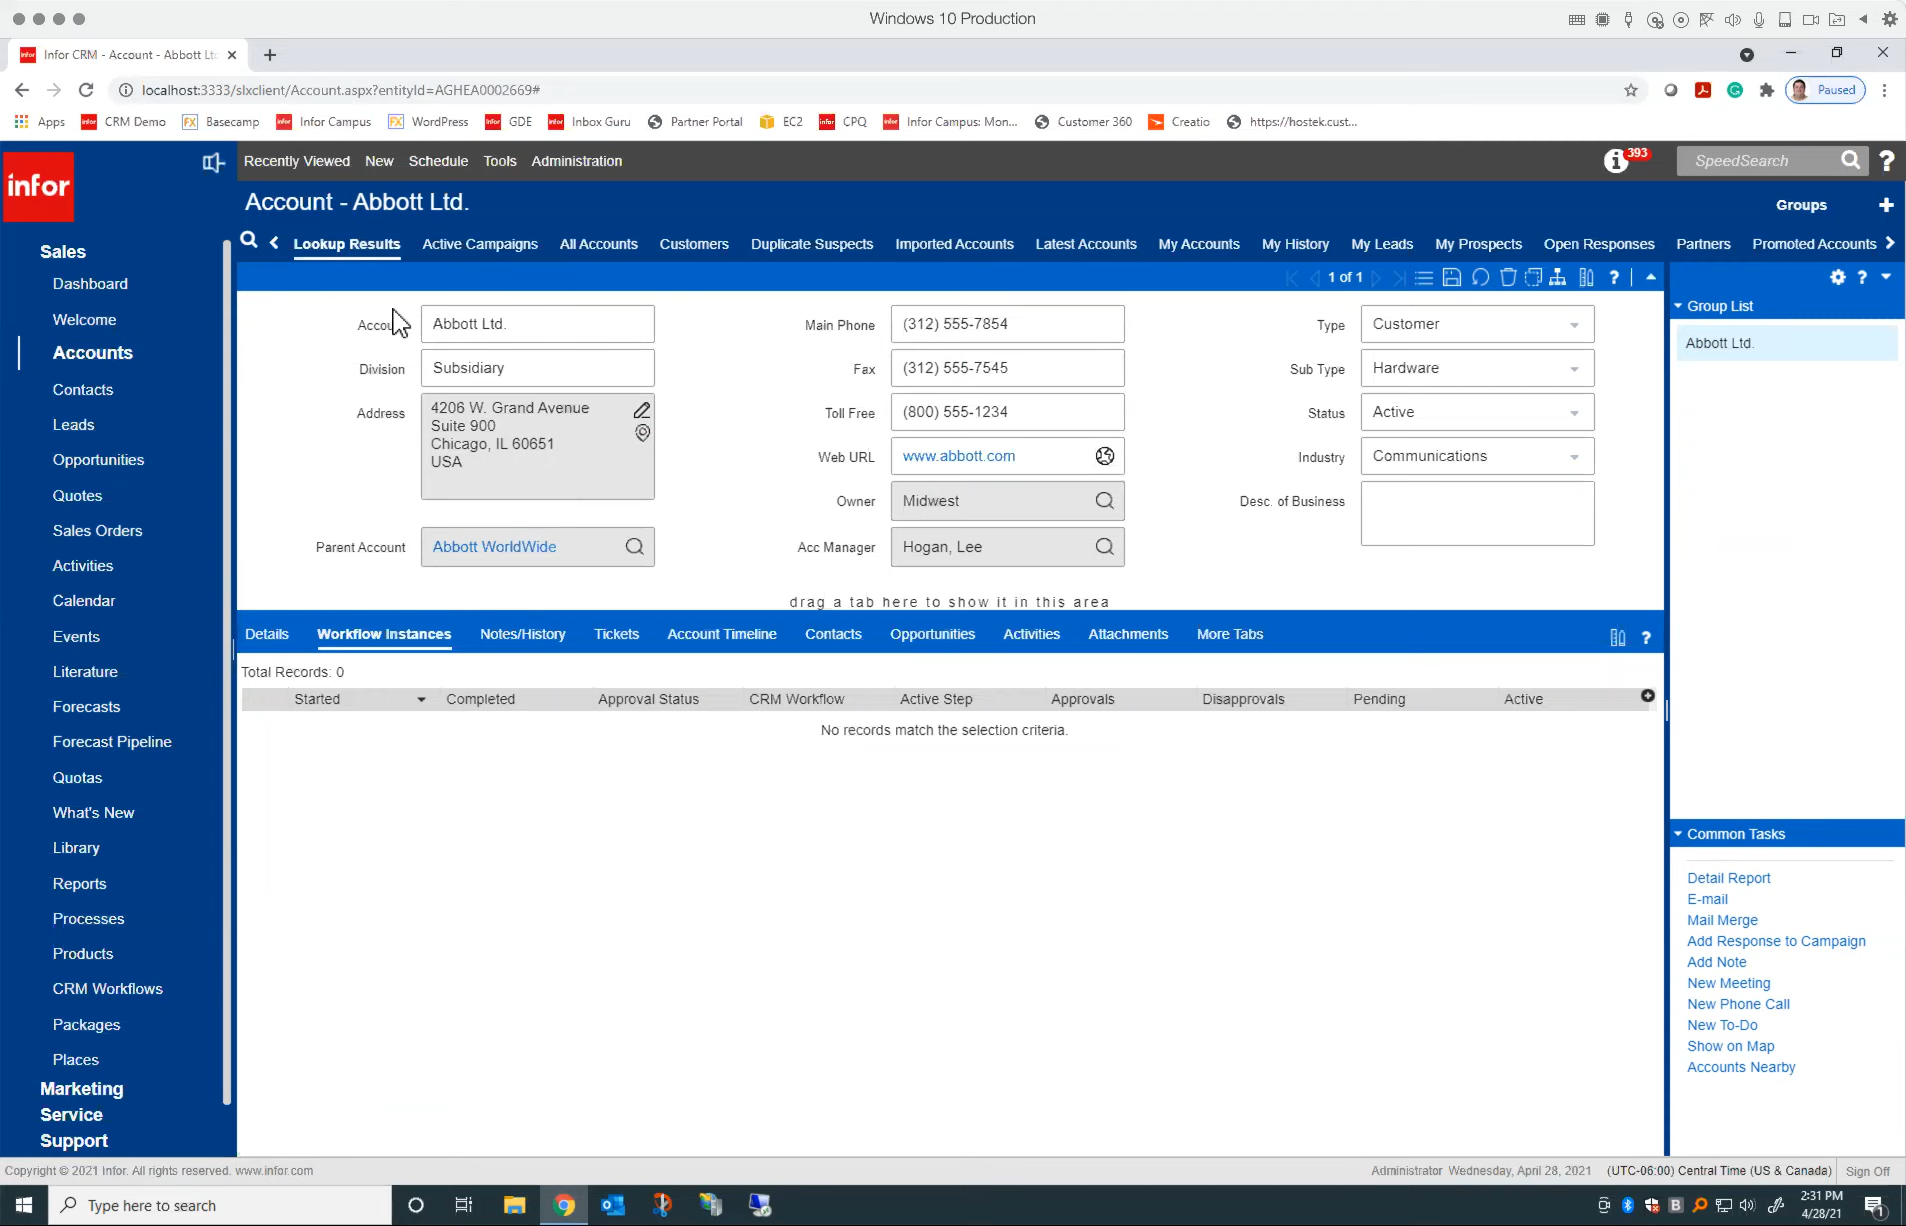 Windows 10 Production
Infor CRM - Account - Abbott Ltd
localhost:3333/slxclient/Account.aspx?entityId=AGHEA0002669#
Paused
Apps
CRM Demo
Basecamp
Infor Campus
WordPress
GDE
Inbox Guru
Partner Portal
EC2
CPQ
Infor Campus: Mon...
Customer 360
Creatio
https://hostek.cust...
infor
Recently Viewed New Schedule Tools Administration
393
SpeedSearch
?
Account - Abbott Ltd.
Groups
Lookup Results
Active Campaigns
All Accounts
Customers
Duplicate Suspects
Imported Accounts
Latest Accounts
My Accounts
My History
My Leads
My Prospects
Open Responses
Partners
Promoted Accounts
Sales
Dashboard
Welcome
Accounts
Contacts
Leads
Opportunities
Quotes
Sales Orders
Activities
Calendar
Events
Literature
Forecasts
Forecast Pipeline
Quotas
What's New
Library
Reports
Processes
Products
CRM Workflows
Packages
Places
Marketing
Service
Support
1 of 1
Abbott Ltd.
Division Subsidiary
Address 4206 W. Grand Avenue
Suite 900
Chicago, IL 60651
USA
Parent Account Abbott WorldWide
Main Phone (312) 555-7854
Fax (312) 555-7545
Toll Free (800) 555-1234
Web URL www.abbott.com
Owner Midwest
Acc Manager Hogan, Lee
Type Customer
Sub Type Hardware
Status Active
Industry Communications
Desc. of Business
drag a tab here to show it in this area
Details
Workflow Instances
Notes/History
Tickets
Account Timeline
Contacts
Opportunities
Activities
Attachments
More Tabs
Total Records: 0
Started
Completed
Approval Status
CRM Workflow
Active Step
Approvals
Disapprovals
Pending
Active
No records match the selection criteria.
Group List
Abbott Ltd.
Common Tasks
Detail Report
E-mail
Mail Merge
Add Response to Campaign
Add Note
New Meeting
New Phone Call
New To-Do
Show on Map
Accounts Nearby
Copyright © 2021 Infor. All rights reserved. www.infor.com
Administrator Wednesday, April 28, 2021 (UTC-06:00) Central Time (US & Canada) Sign Off
Type here to search
2:31 PM
4/28/21